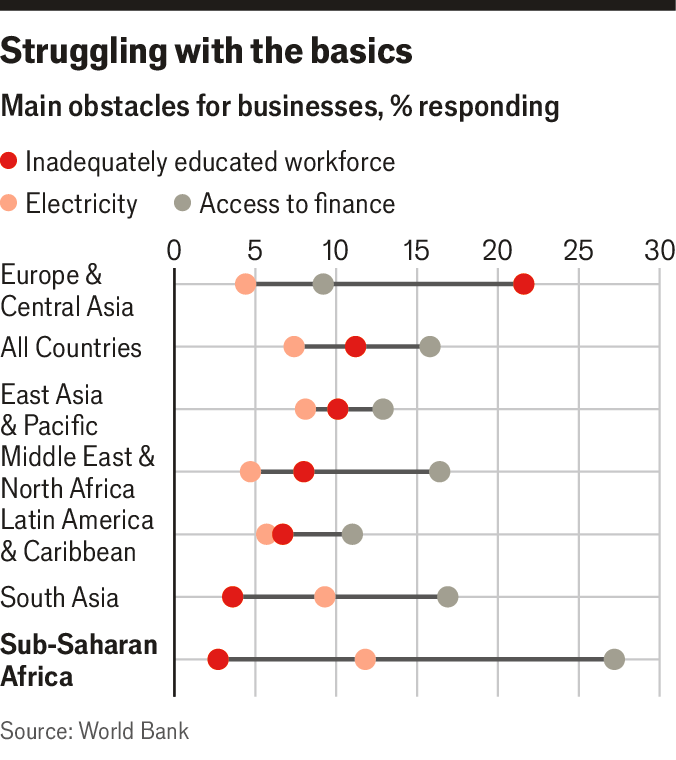 Struggling with the basics
Main obstacles for businesses, % responding
Inadequately educated workforce
Electricity
Access to finance
0 5 10 15 20 25 30
Europe &
Central Asia
All Countries
East Asia
& Pacific
Middle East &
North Africa
Latin America
& Caribbean
South Asia
Sub-Saharan
Africa
Source: World Bank